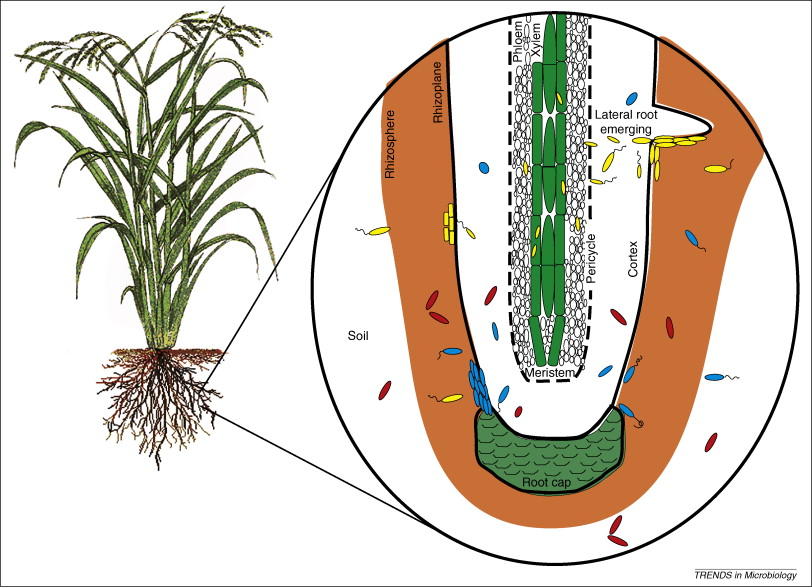 Phloem
Xylem
Rhizoplane
Rhizosphere
Lateral root
emerging
Pericycle
Cortex
Soil
Meristem
Root cap
TRENDS in Microbiology